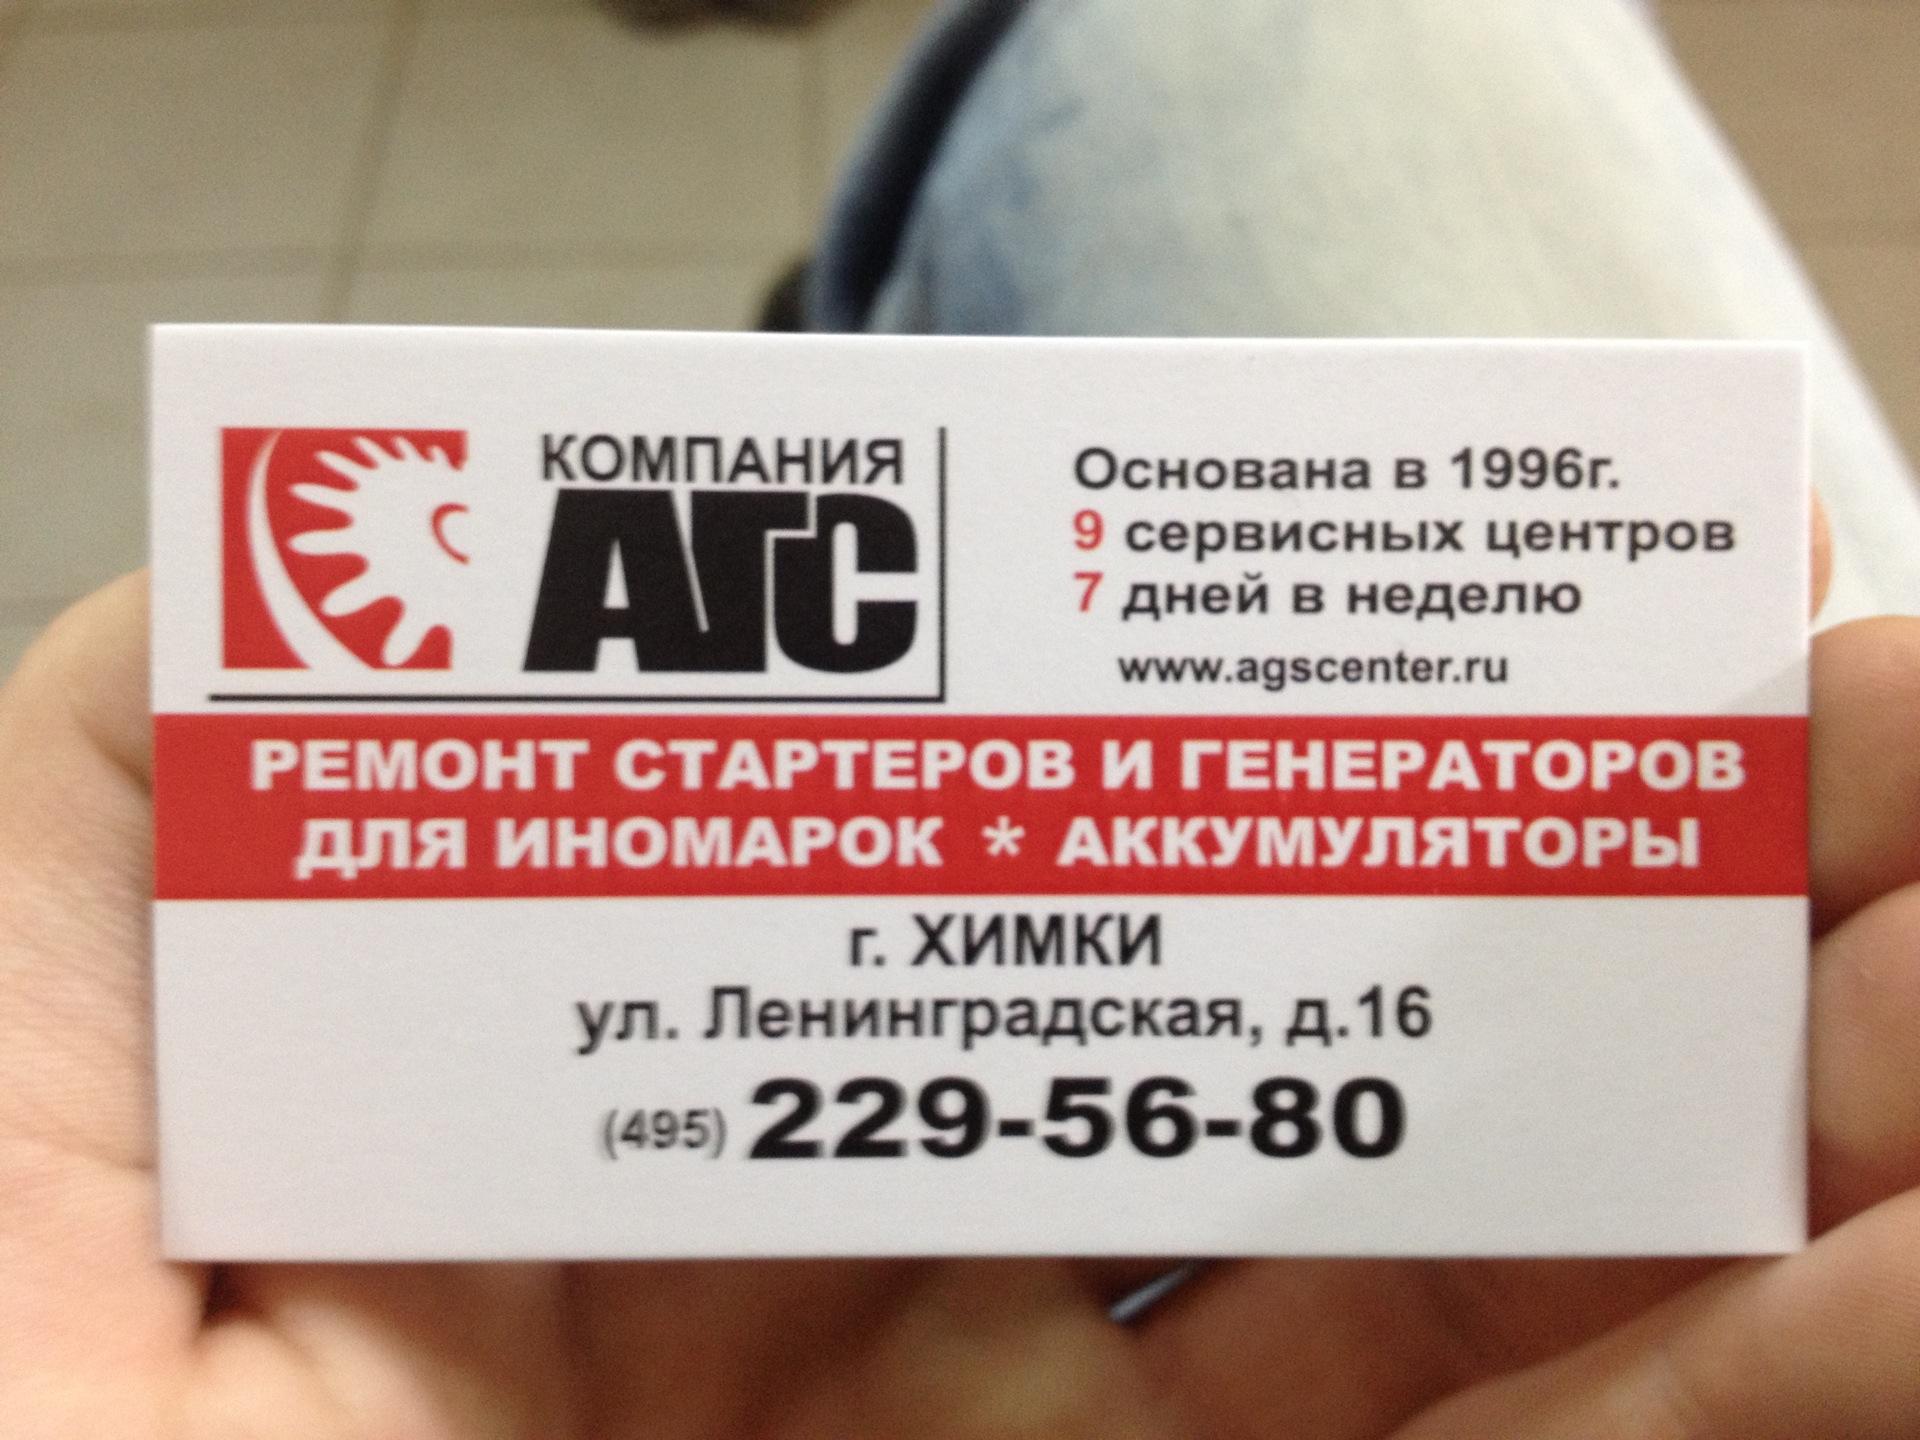 КОМПАНИЯ
АГС
Основана в 1996г.
9 сервисных центров
7 дней в неделю
www.agscenter.ru
РЕМОНТ СТАРТЕРОВ И ГЕНЕРАТОРОВ
ДЛЯ ИНОМАРОК * АККУМУЛЯТОРЫ
г. ХИМКИ
ул. Ленинградская, д.16
(495) 229-56-80